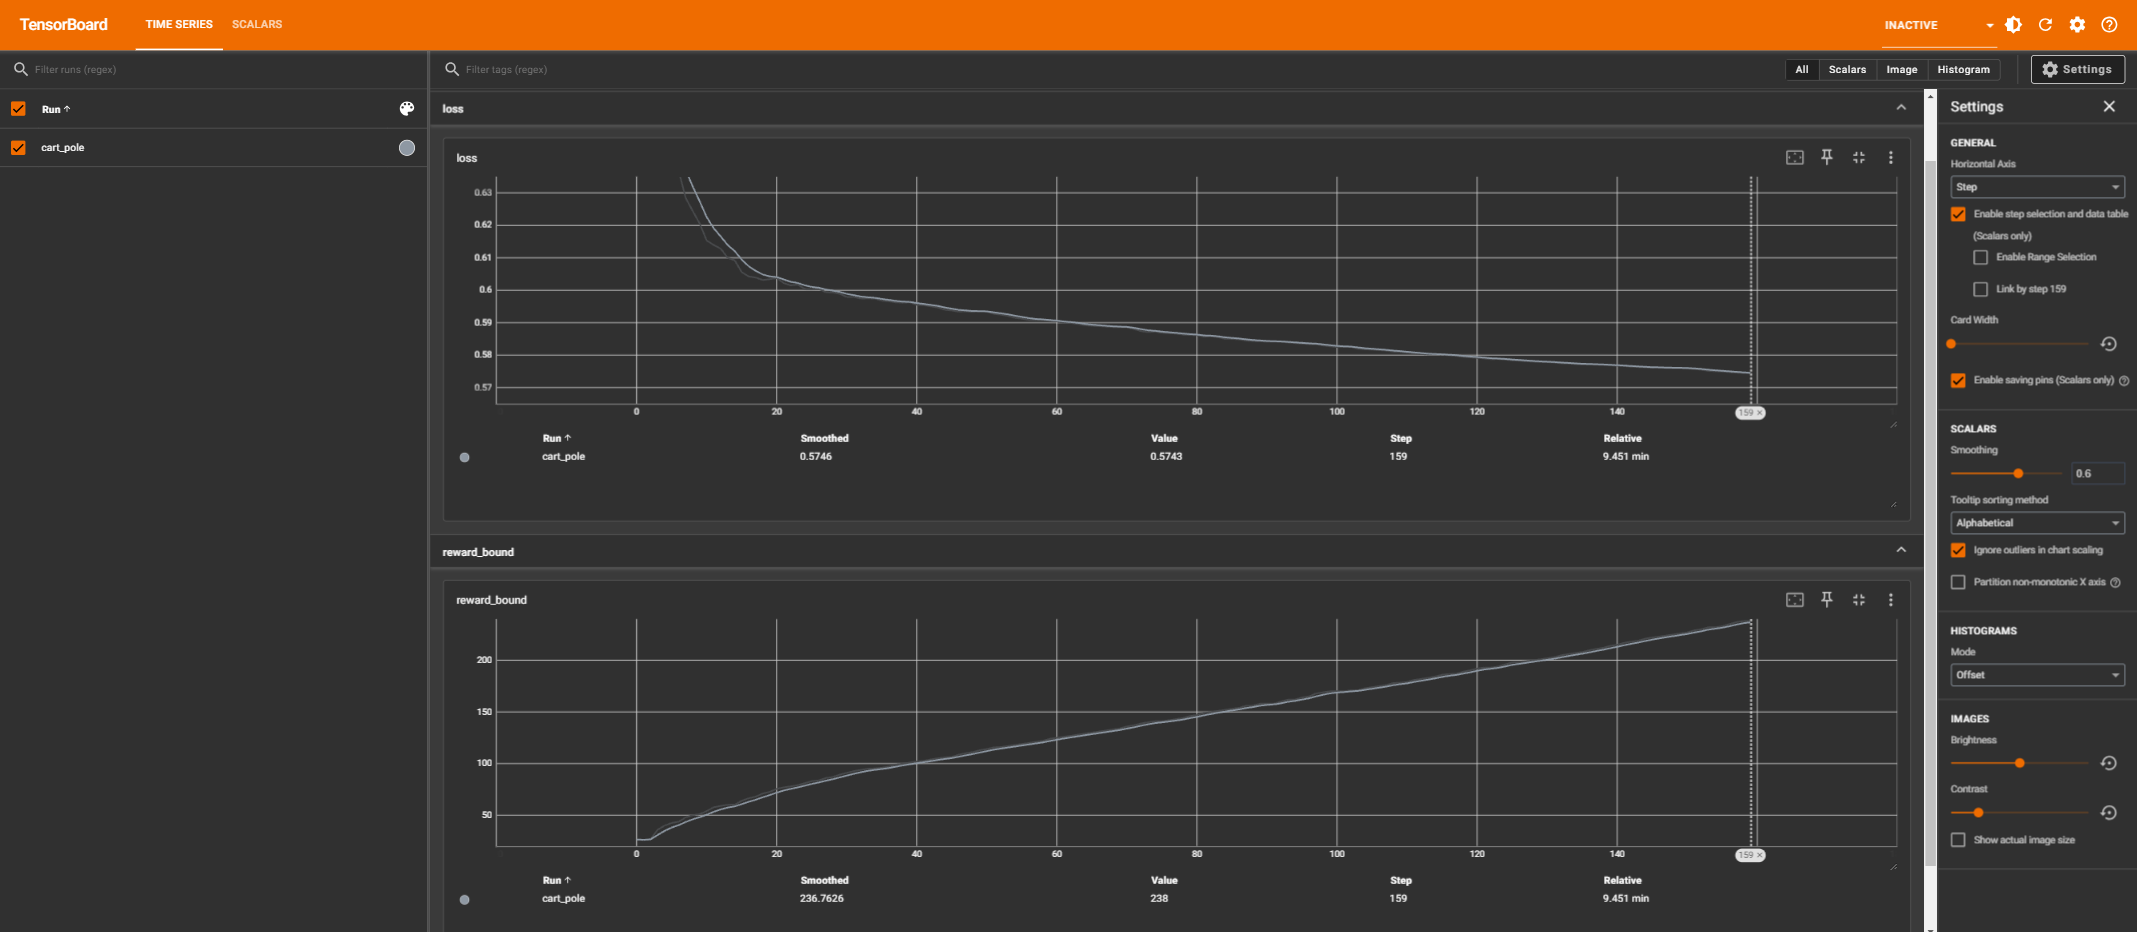 TensorBoard
TIME SERIES
SCALARS
INACTIVE
Filter runs (regex)
Filter tags (regex)
All
Scalars
Image
Histogram
Settings
Run ↑
cart_pole
loss
loss
0.63
0.62
0.61
0.6
0.59
0.58
0.57
0 20 40 60 80 100 120 140 159 ×
Run ↑ Smoothed Value Step Relative
cart_pole 0.5746 0.5743 159 9.451 min
reward_bound
reward_bound
200
150
100
50
0 20 40 60 80 100 120 140 159 ×
Run ↑ Smoothed Value Step Relative
cart_pole 236.7626 238 159 9.451 min
Settings
GENERAL
Horizontal Axis
Step
Enable step selection and data table
(Scalars only)
Enable Range Selection
Link by step 159
Card Width
Enable saving pins (Scalars only)
SCALARS
Smoothing
0.6
Tooltip sorting method
Alphabetical
Ignore outliers in chart scaling
Partition non-monotonic X axis
HISTOGRAMS
Mode
Offset
IMAGES
Brightness
Contrast
Show actual image size